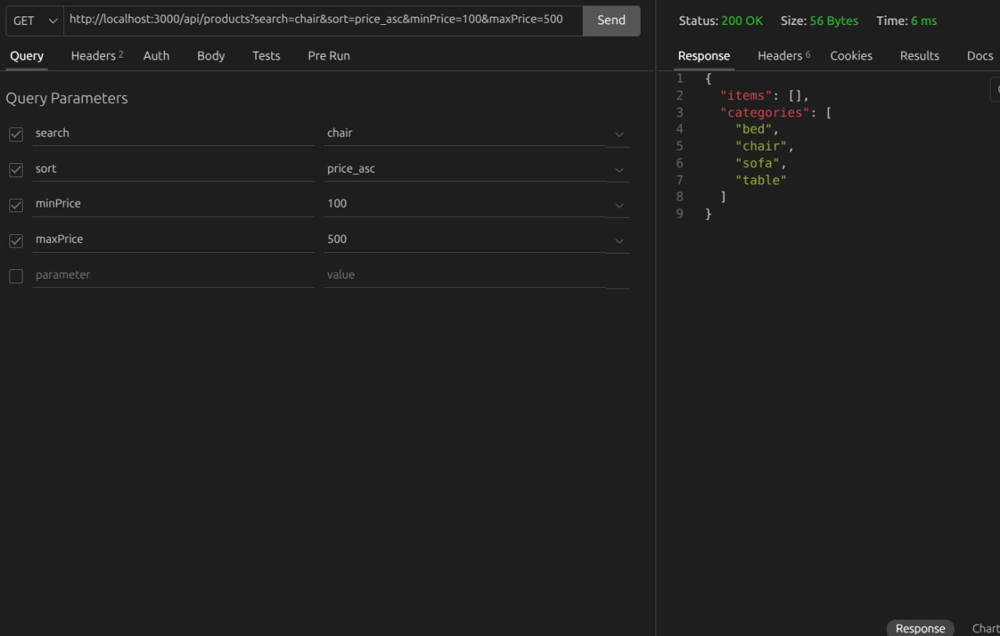 GET http://localhost:3000/api/products?search=chair&sort=price_asc&minPrice=100&maxPrice=500 Send
Query Headers 2 Auth Body Tests Pre Run
Query Parameters
search chair
sort price_asc
minPrice 100
maxPrice 500
parameter value
Status: 200 OK Size: 56 Bytes Time: 6 ms
Response Headers 6 Cookies Results Docs
1 {
2 "items": [],
3 "categories": [
4 "bed",
5 "chair",
6 "sofa",
7 "table"
8 ]
9 }
Response Chart